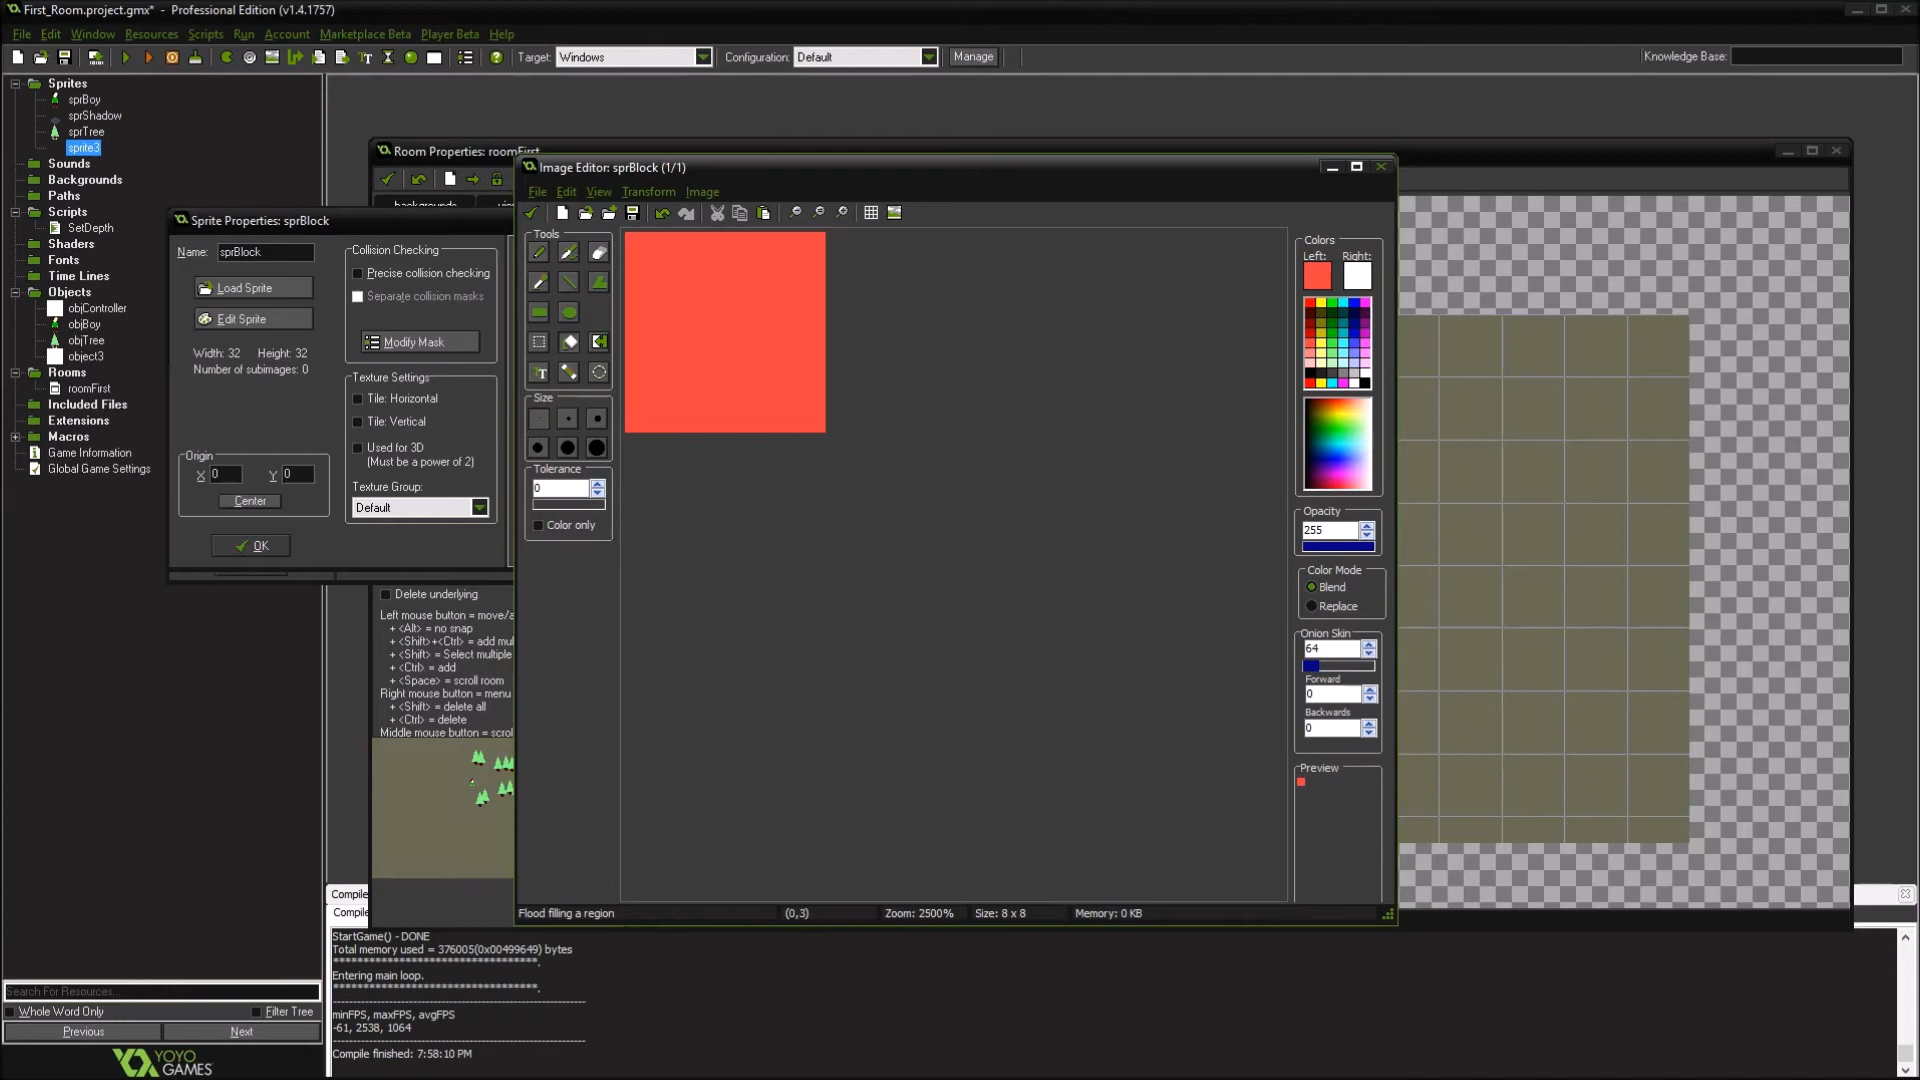 First_Room.project.gmx* - Professional Edition (v1.4.1757)
File Edit Window Resources Scripts Run Account Marketplace Beta Player Beta Help
Target: Windows Configuration: Default Manage Knowledge Base:
Sprites
sprBoy
sprShadow
sprTree
sprite3
Sounds
Backgrounds
Paths
Scripts
SetDepth
Shaders
Fonts
Time Lines
Objects
objController
objBoy
objTree
object3
Rooms
roomFirst
Included Files
Extensions
Macros
Game Information
Global Game Settings
Search For Resources...
Whole Word Only Filter Tree
Previous Next
YOYO
GAMES
Room Properties: roomFirst
backgrounds
Sprite Properties: sprBlock
Name: sprBlock
Load Sprite
Edit Sprite
Width: 32 Height: 32
Number of subimages: 0
Origin
X 0 Y 0
Center
OK
Collision Checking
Precise collision checking
Separate collision masks
Modify Mask
Texture Settings
Tile: Horizontal
Tile: Vertical
Used for 3D
(Must be a power of 2)
Texture Group:
Default
Delete underlying
Left mouse button = move/a
+ <Alt> = no snap
+ <Shift>+<Ctrl> = add mul
+ <Shift> = Select multiple
+ <Ctrl> = add
+ <Space> = scroll room
Right mouse button = menu
+ <Shift> = delete all
+ <Ctrl> = delete
Middle mouse button = scrol
Image Editor: sprBlock (1/1)
File Edit View Transform Image
Tools
Size
Tolerance
0
Color only
Colors
Left: Right:
Opacity
255
Color Mode
Blend
Replace
Onion Skin
64
Forward
0
Backwards
0
Preview
Flood filling a region (0,3) Zoom: 2500% Size: 8 x 8 Memory: 0 KB
Compile
Compile
StartGame() - DONE
Total memory used = 376005(0x00499649) bytes
**********************************.
Entering main loop.
**********************************.
minFPS, maxFPS, avgFPS
-61, 2538, 1064
Compile finished: 7:58:10 PM